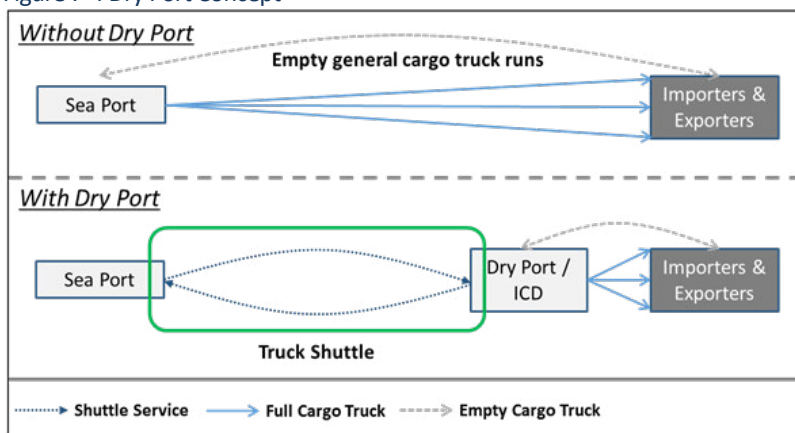 Without Dry Port
Empty general cargo truck runs
Sea Port
Importers &
Exporters
With Dry Port
Sea Port
Dry Port /
ICD
Importers &
Exporters
Truck Shuttle
Shuttle Service
Full Cargo Truck
Empty Cargo Truck